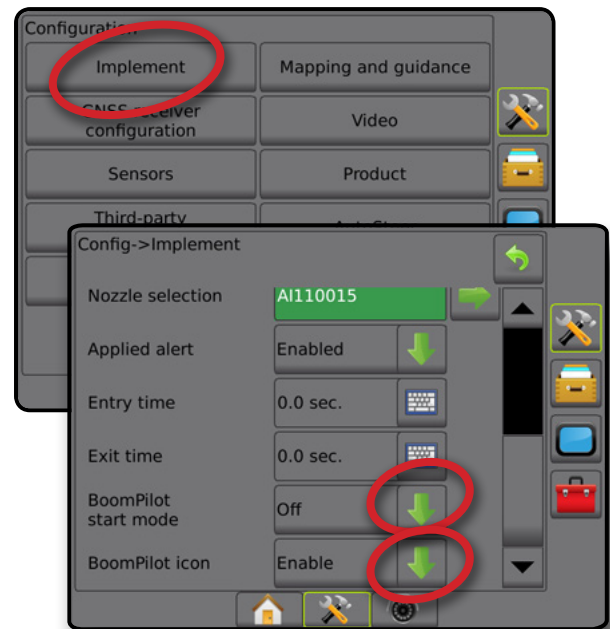 Configuration
Implement
Mapping and guidance
GNSS receiver
configuration
Video
Sensors
Product
Third-party
Config->Implement
Nozzle selection
AI110015
Applied alert
Enabled
Entry time
0.0 sec.
Exit time
0.0 sec.
BoomPilot
start mode
Off
BoomPilot icon
Enable